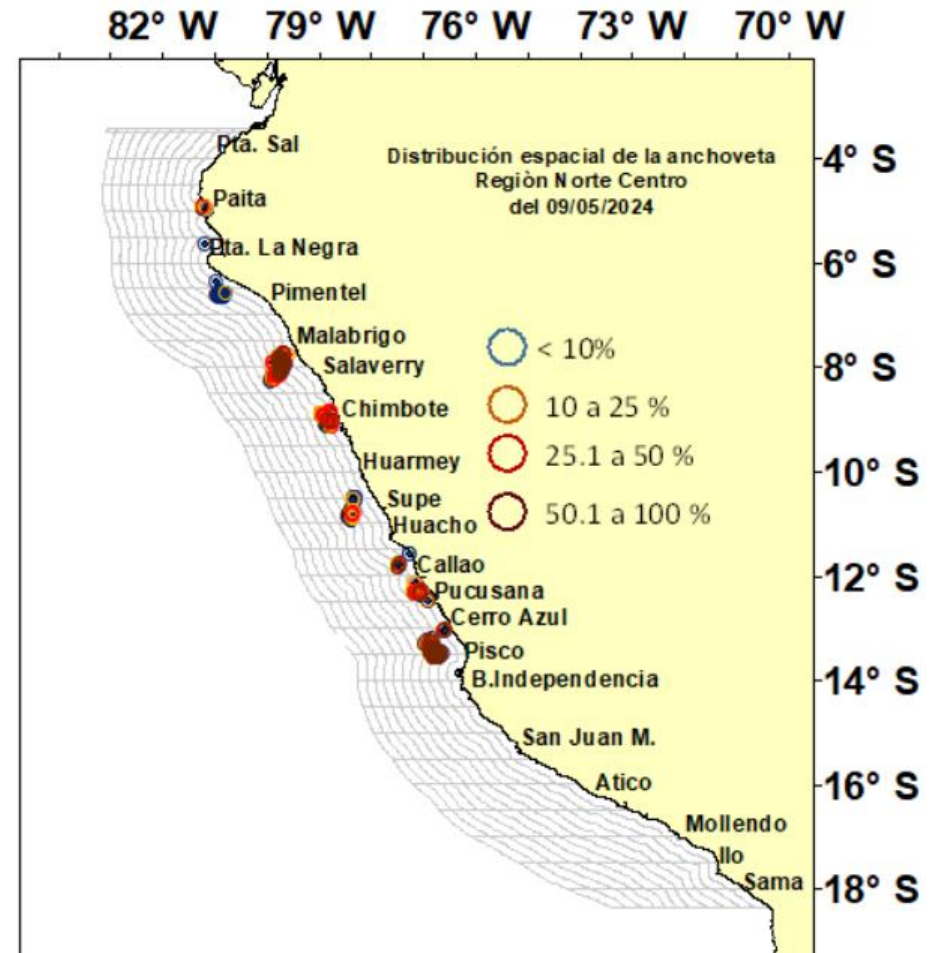 82° W 79° W 76° W 73° W 70° W
Distribución espacial de la anchoveta
Regiòn Norte Centro
del 09/05/2024
Pta. Sal
Paita
Pta. La Negra
Pimentel
Malabrigo
Salaverry
Chimbote
Huarmey
Supe
Huacho
Callao
Pucusana
Cerro Azul
Pisco
B.Independencia
San Juan M.
Atico
Mollendo
Ilo
Sama
< 10%
10 a 25 %
25.1 a 50 %
50.1 a 100 %
4° S
6° S
8° S
10° S
12° S
14° S
16° S
18° S